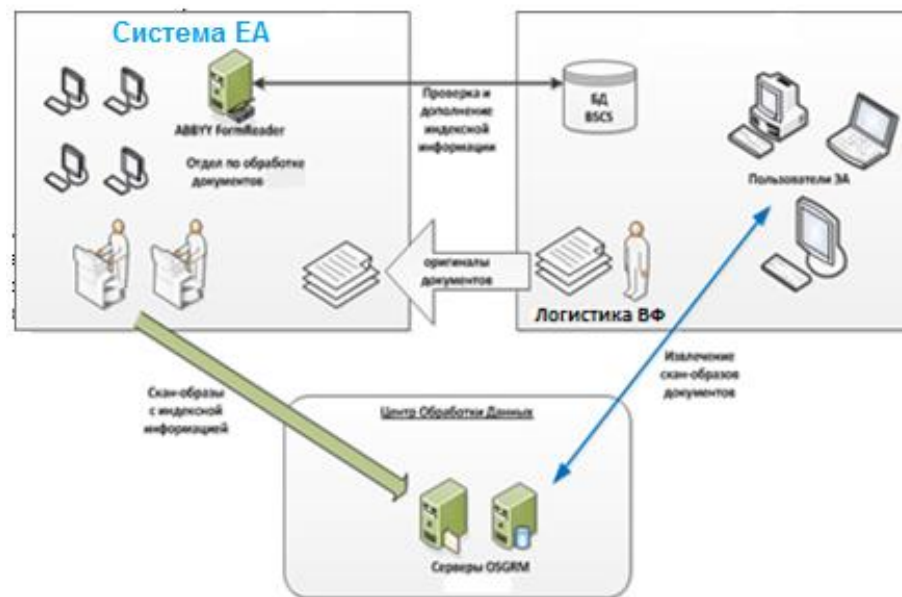 Система ЕА
ABBYY FormReader
Отдел по обработке
документов
Проверка и
дополнение
индексной
информации
БД
BSCS
Пользователи ЭА
оригиналы
документов
Логистика ВФ
Скан-образы
с индексной
информацией
Извлечение
скан-образов
документов
Центр Обработки Данных
Серверы OSGRM